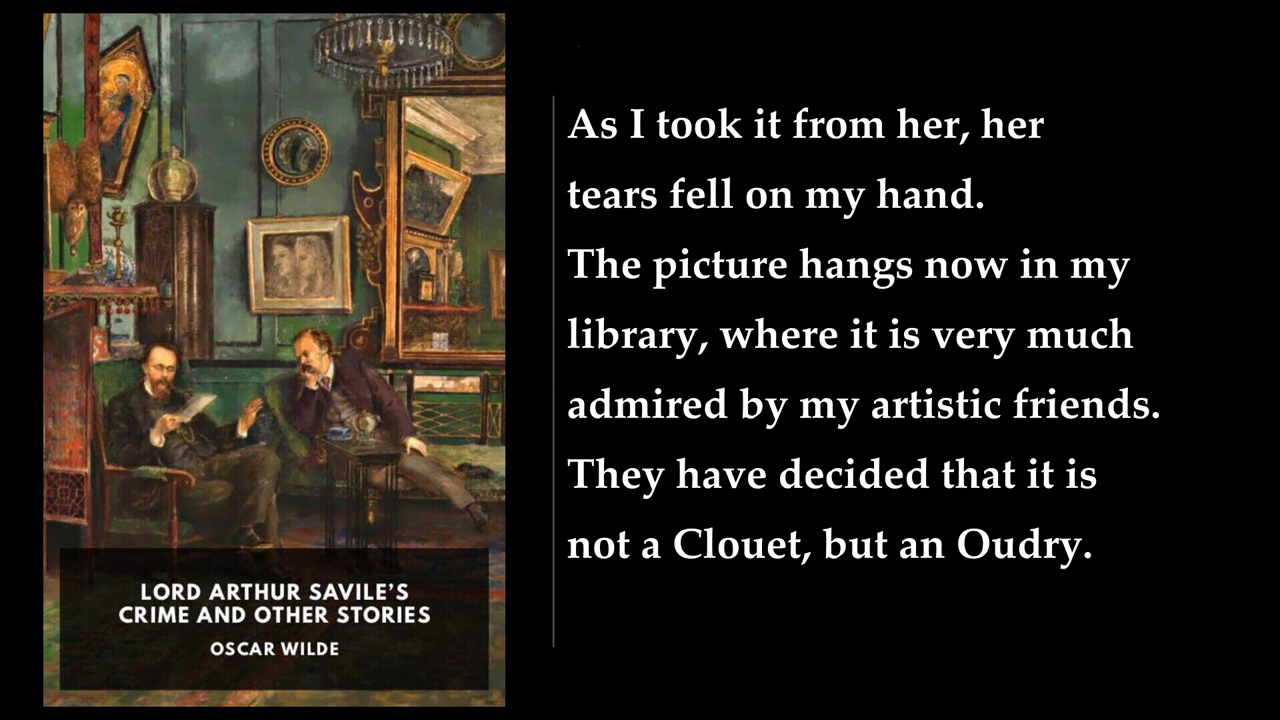 LORD ARTHUR SAVILE’S
CRIME AND OTHER STORIES
OSCAR WILDE
As I took it from her, her
tears fell on my hand.
The picture hangs now in my
library, where it is very much
admired by my artistic friends.
They have decided that it is
not a Clouet, but an Oudry.